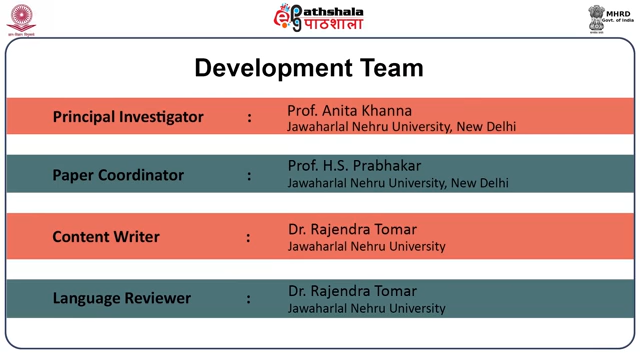 Pathshala
पाठशाला
MHRD
Govt. of India
Development Team
Principal Investigator : Prof. Anita Khanna
Jawaharlal Nehru University, New Delhi
Paper Coordinator : Prof. H.S. Prabhakar
Jawaharlal Nehru University, New Delhi
Content Writer : Dr. Rajendra Tomar
Jawaharlal Nehru University
Language Reviewer : Dr. Rajendra Tomar
Jawaharlal Nehru University